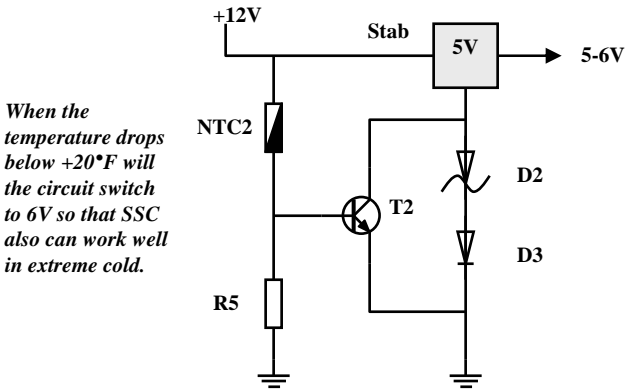 +12V
Stab
5V
5-6V
When the
temperature drops
below +20°F will
the circuit switch
to 6V so that SSC
also can work well
in extreme cold.
NTC2
D2
T2
D3
R5